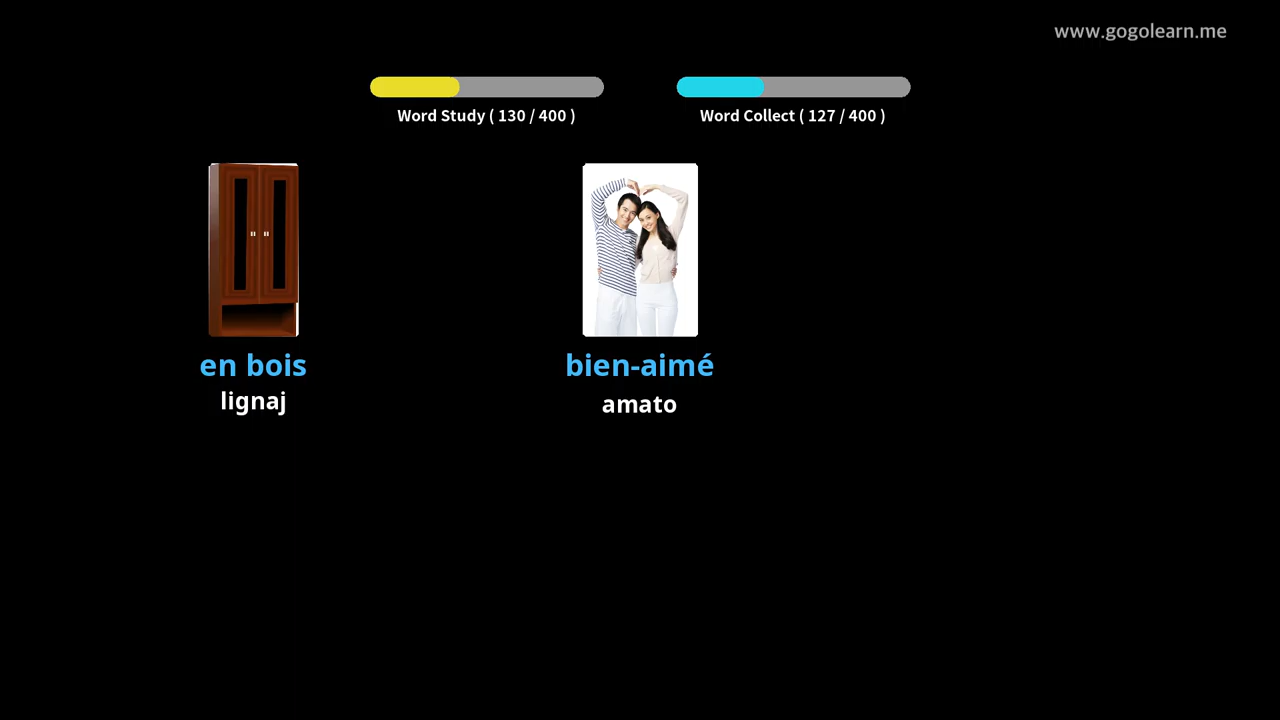 www.gogolearn.me
Word Study ( 130 / 400 )
Word Collect ( 127 / 400 )
en bois
lignaj
bien-aimé
amato